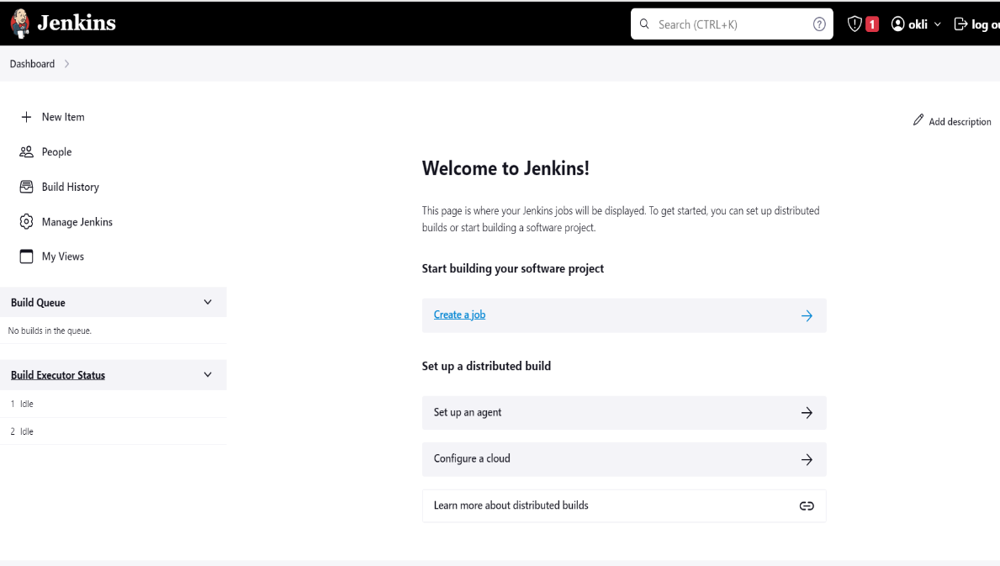 Jenkins
Search (CTRL+K)
1
okli
log
Dashboard
New Item
People
Build History
Manage Jenkins
My Views
Build Queue
No builds in the queue.
Build Executor Status
1 Idle
2 Idle
Add description
Welcome to Jenkins!
This page is where your Jenkins jobs will be displayed. To get started, you can set up distributed
builds or start building a software project.
Start building your software project
Create a job
Set up a distributed build
Set up an agent
Configure a cloud
Learn more about distributed builds